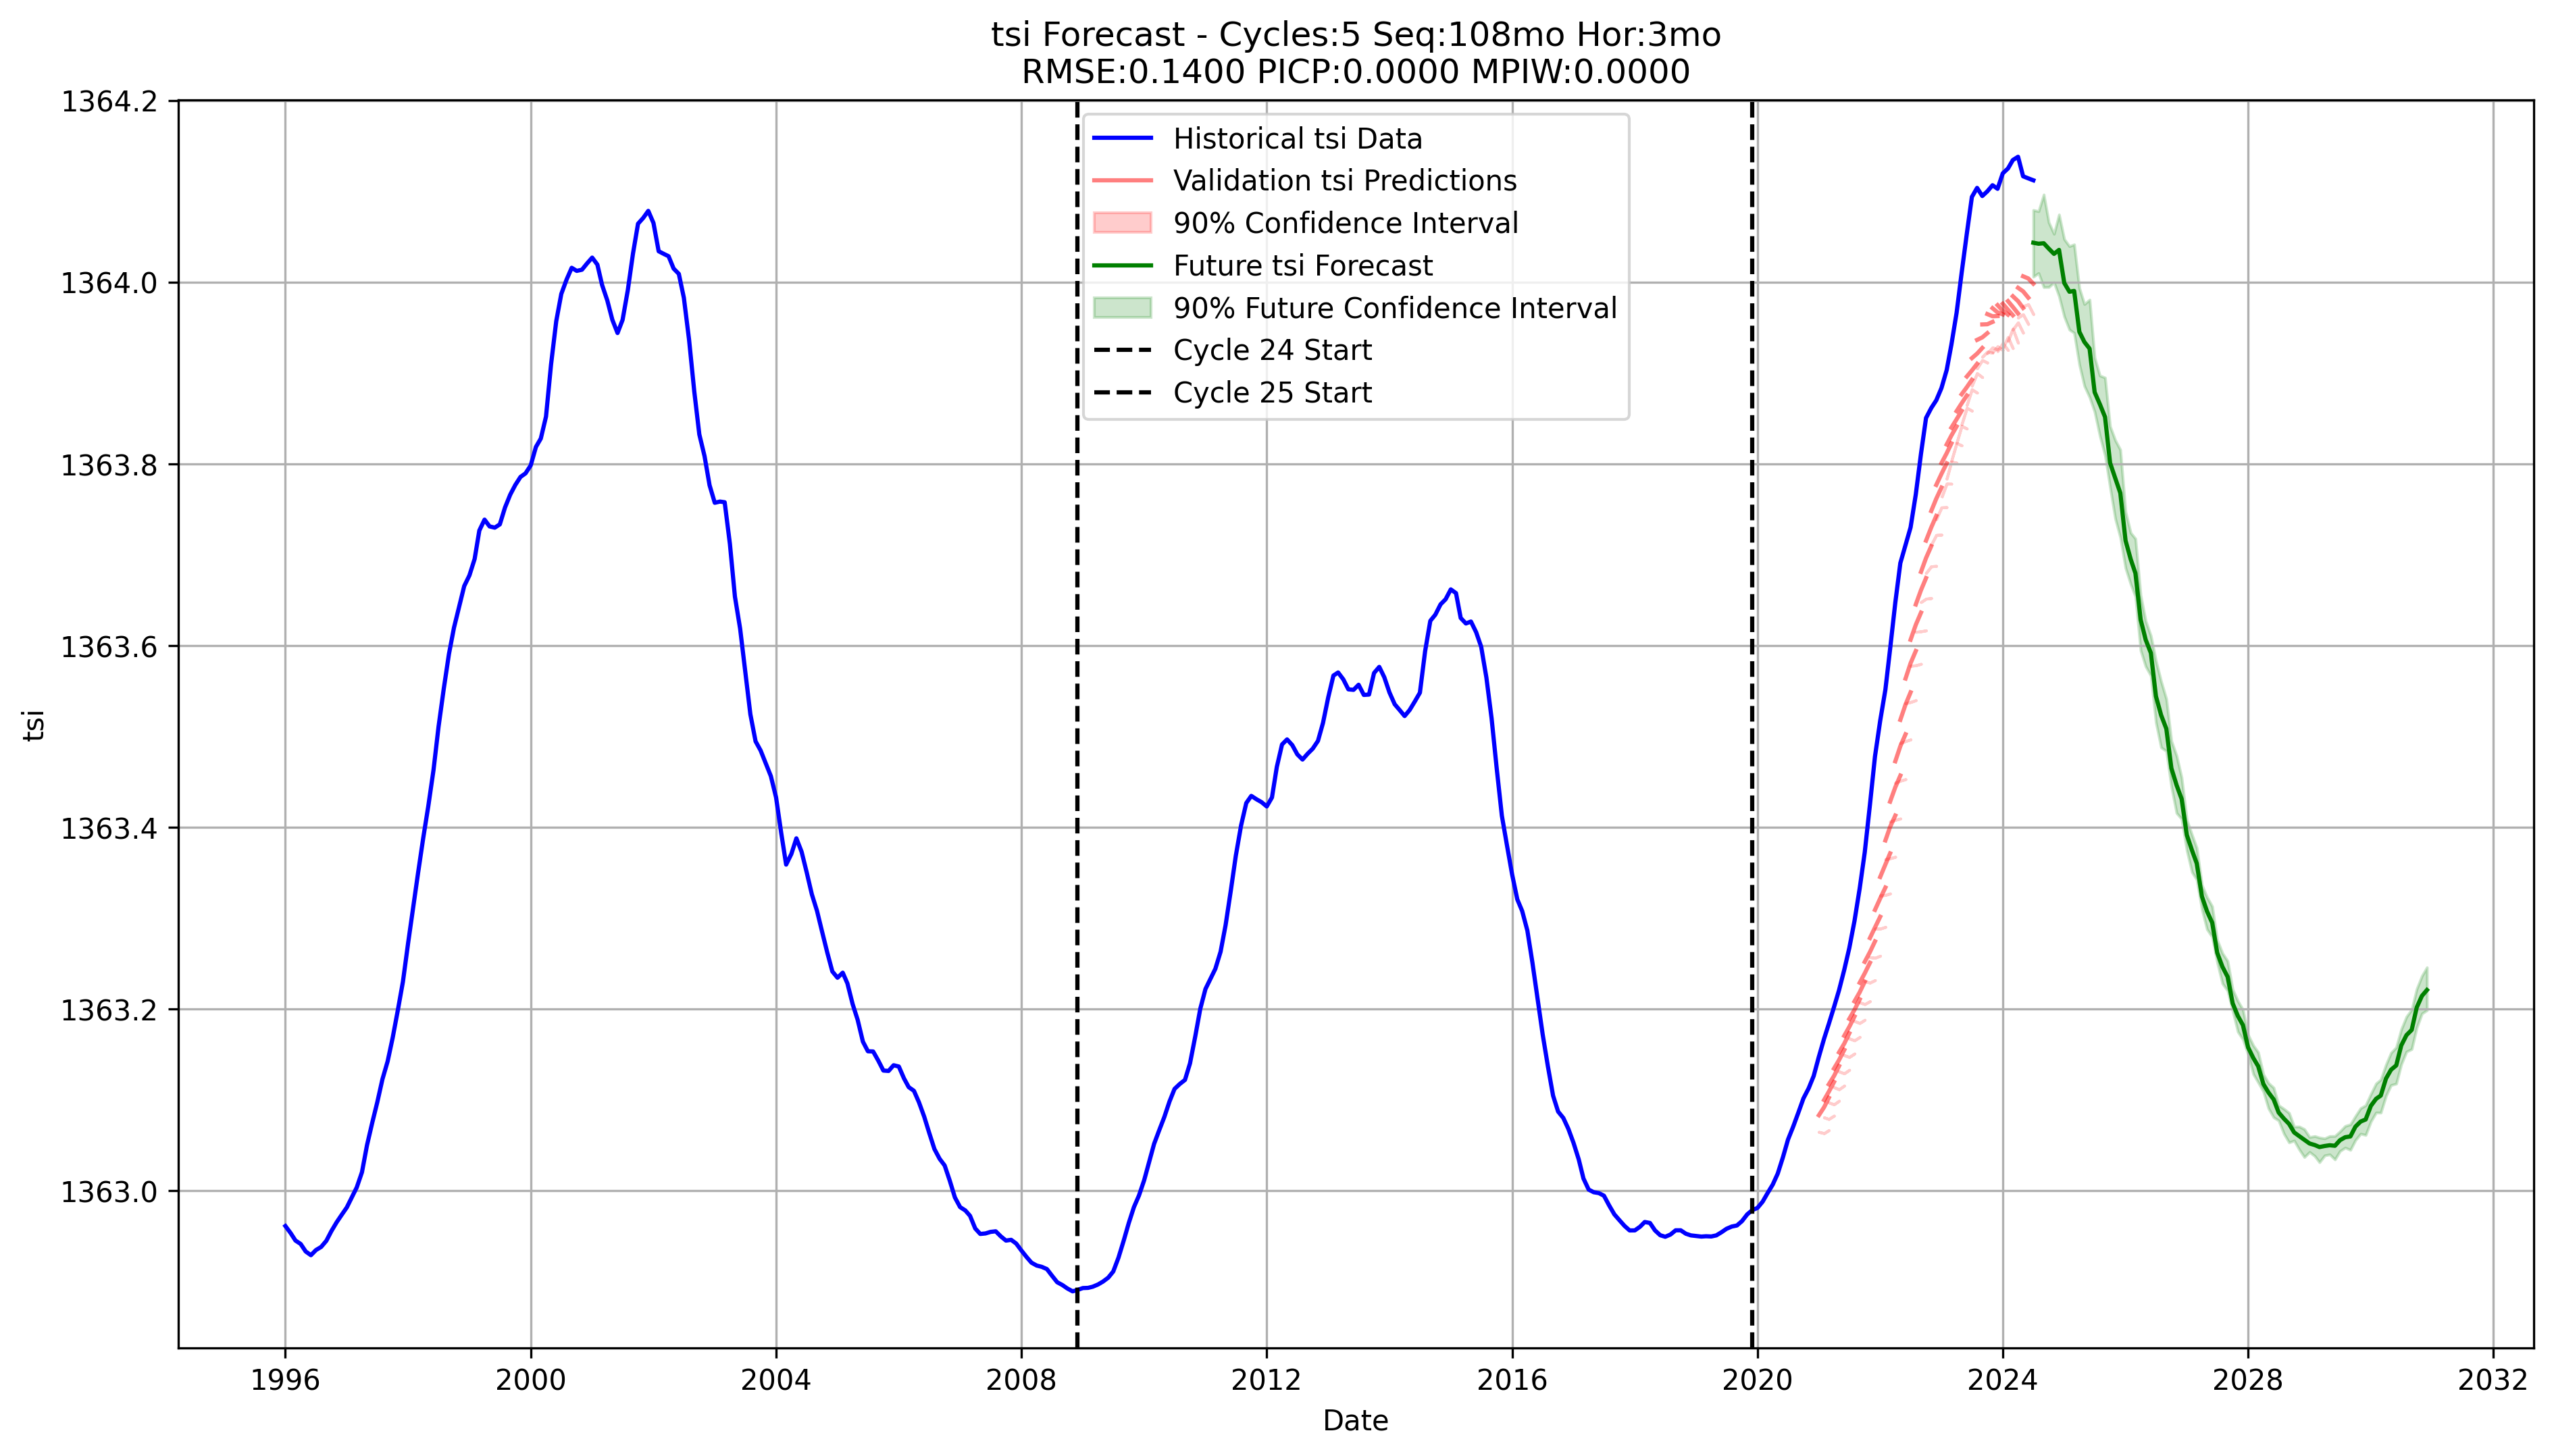 tsi Forecast - Cycles:5 Seq:108mo Hor:3mo
RMSE:0.1400 PICP:0.0000 MPIW:0.0000
1364.2
1364.0
1363.8
1363.6
1363.4
1363.2
1363.0
tsi
Historical tsi Data
Validation tsi Predictions
90% Confidence Interval
Future tsi Forecast
90% Future Confidence Interval
Cycle 24 Start
Cycle 25 Start
1996 2000 2004 2008 2012 2016 2020 2024 2028 2032
Date